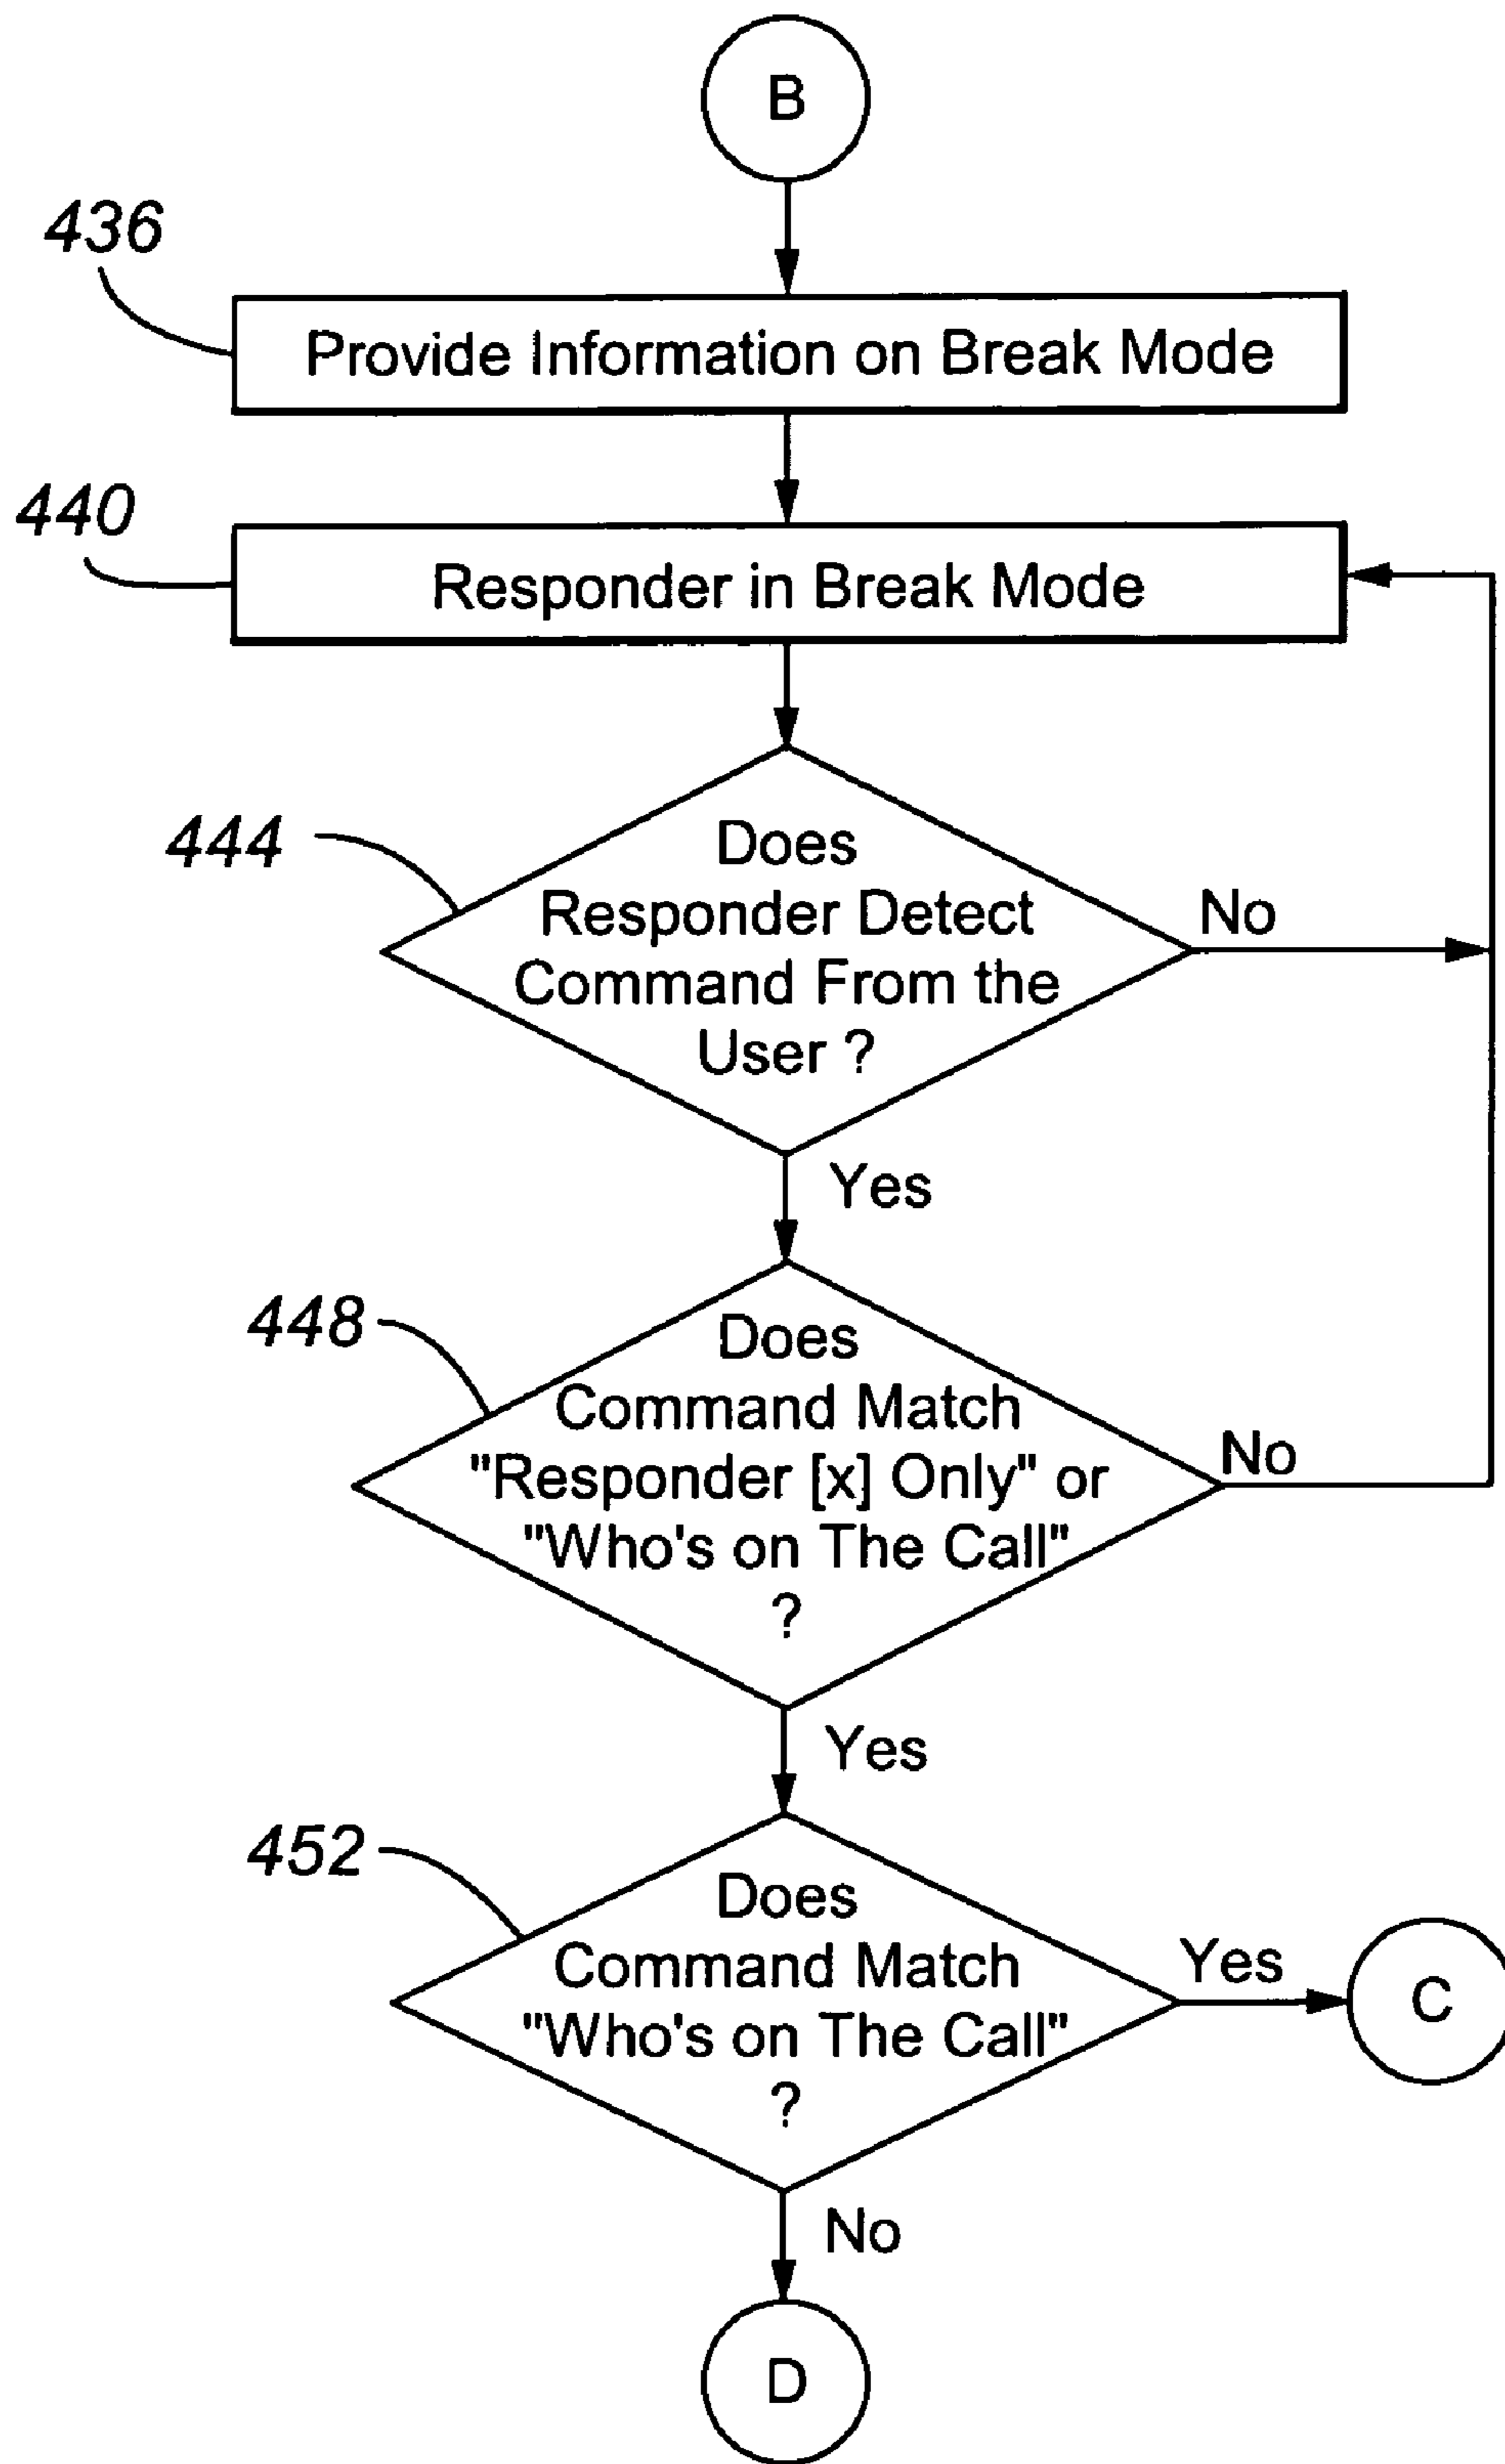 B
436
Provide Information on Break Mode
440
Responder in Break Mode
444
Does
Responder Detect
Command From the
User ?
No
Yes
448
Does
Command Match
"Responder [x] Only" or
"Who's on The Call"
?
No
Yes
452
Does
Command Match
"Who's on The Call"
?
Yes
C
No
D